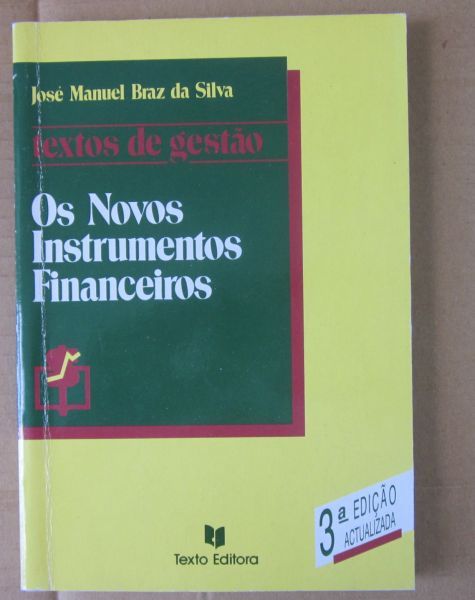 José Manuel Braz da Silva
textos de gestão
Os Novos
Instrumentos
Financeiros
3ª EDIÇÃO
ACTUALIZADA
Texto Editora